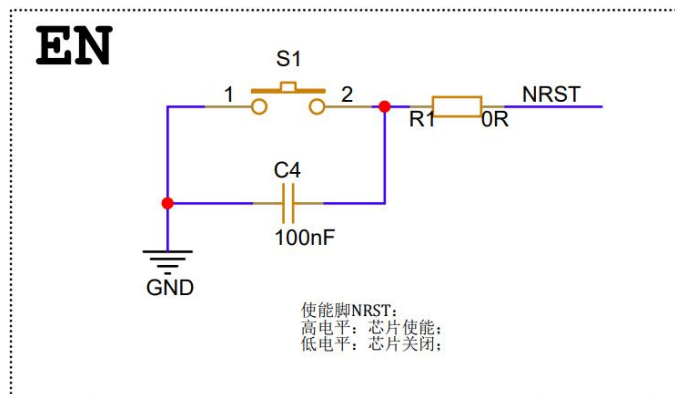 EN
S1
1
2
NRST
R1
0R
C4
100nF
GND
使能脚NRST：
高电平：芯片使能；
低电平：芯片关闭；